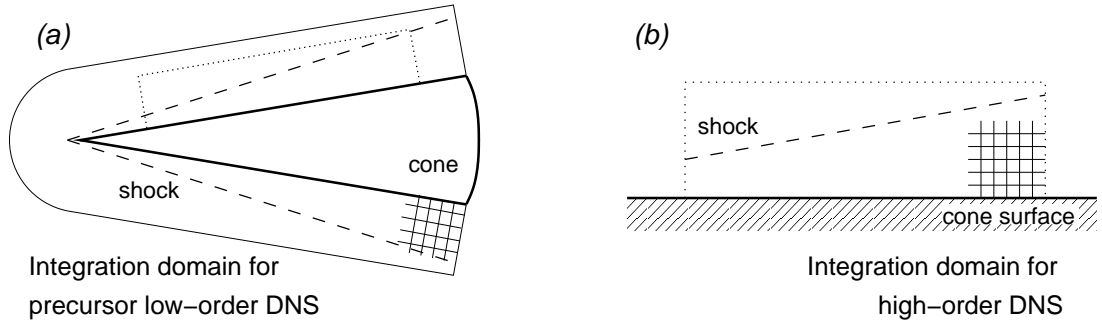 (a)
cone
shock
Integration domain for
precursor low−order DNS
(b)
shock
cone surface
Integration domain for
high−order DNS